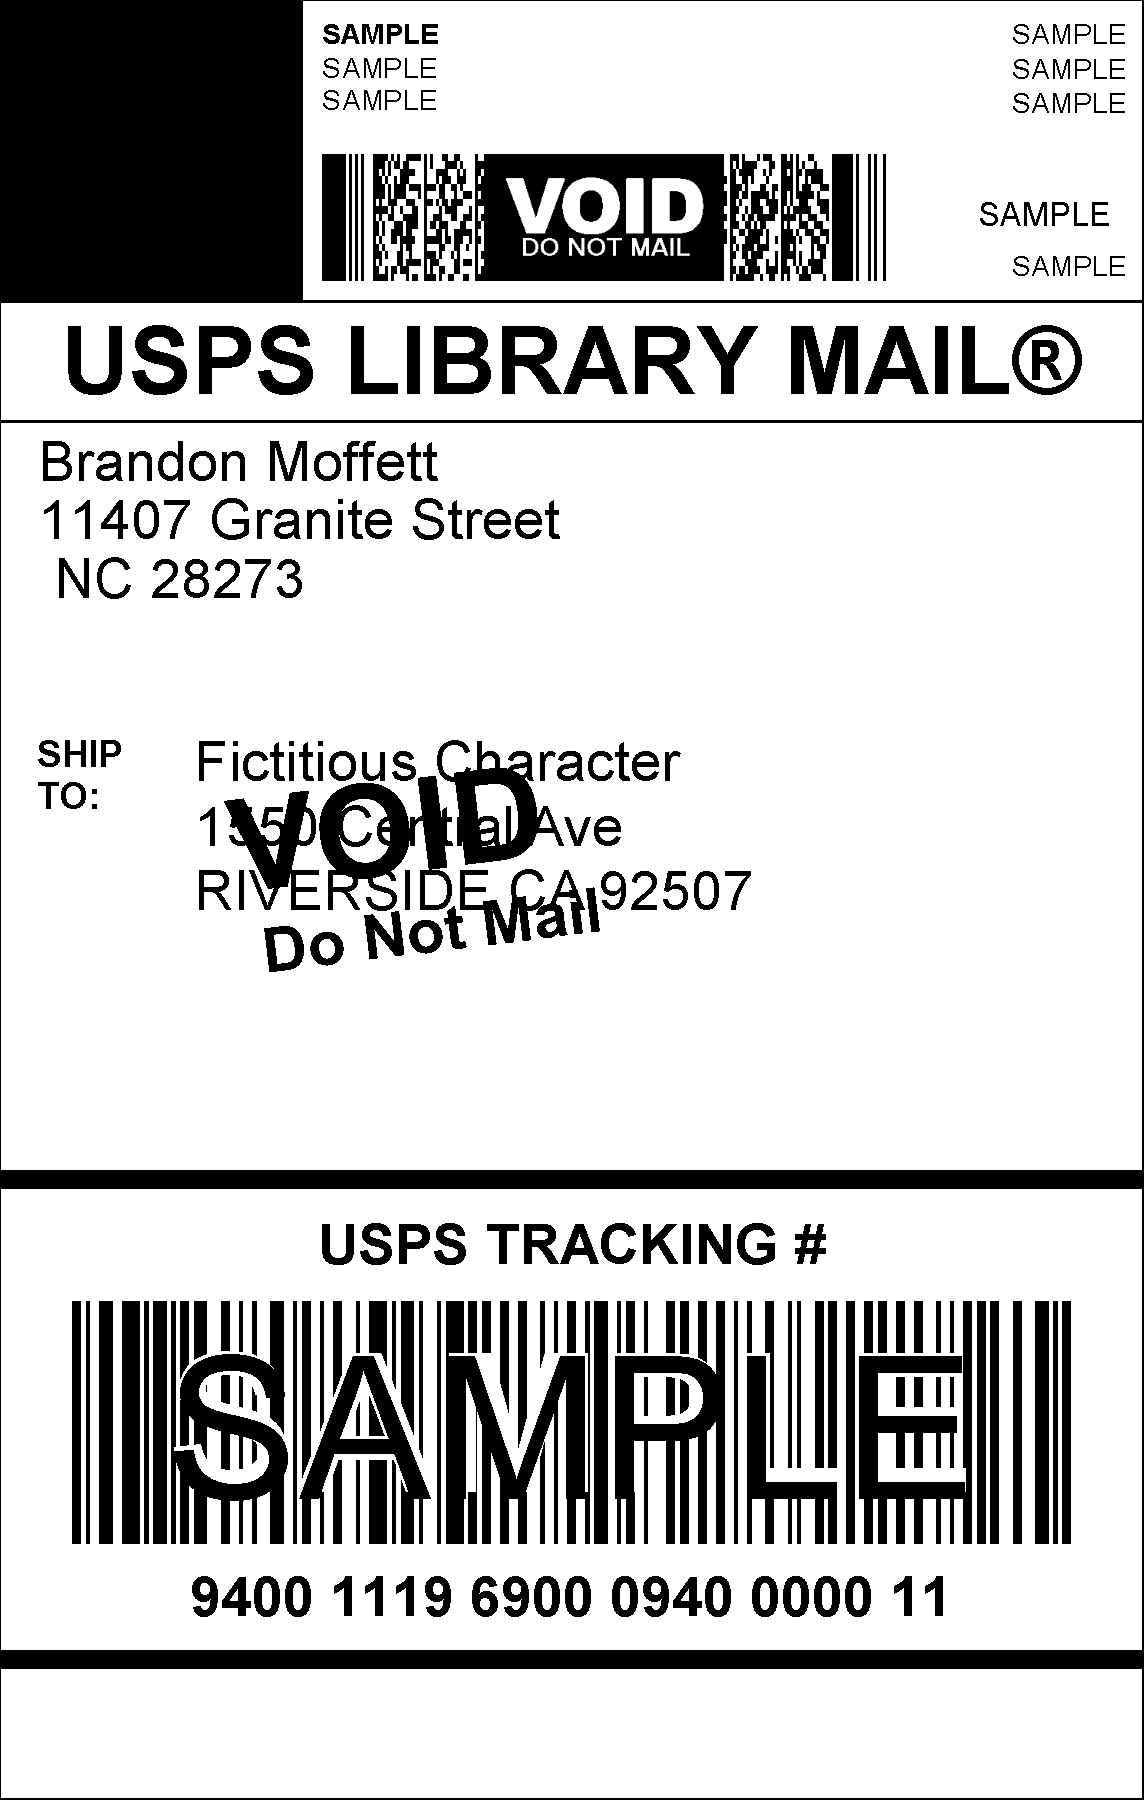 SAMPLE
SAMPLE
SAMPLE
SAMPLE
SAMPLE
SAMPLE
VOID
DO NOT MAIL
SAMPLE
SAMPLE
USPS LIBRARY MAIL®
Brandon Moffett
11407 Granite Street
NC 28273
SHIP
TO:
Fictitious Character
1550 Central Ave
RIVERSIDE CA 92507
VOID
Do Not Mail
USPS TRACKING #
SAMPLE
9400 1119 6900 0940 0000 11